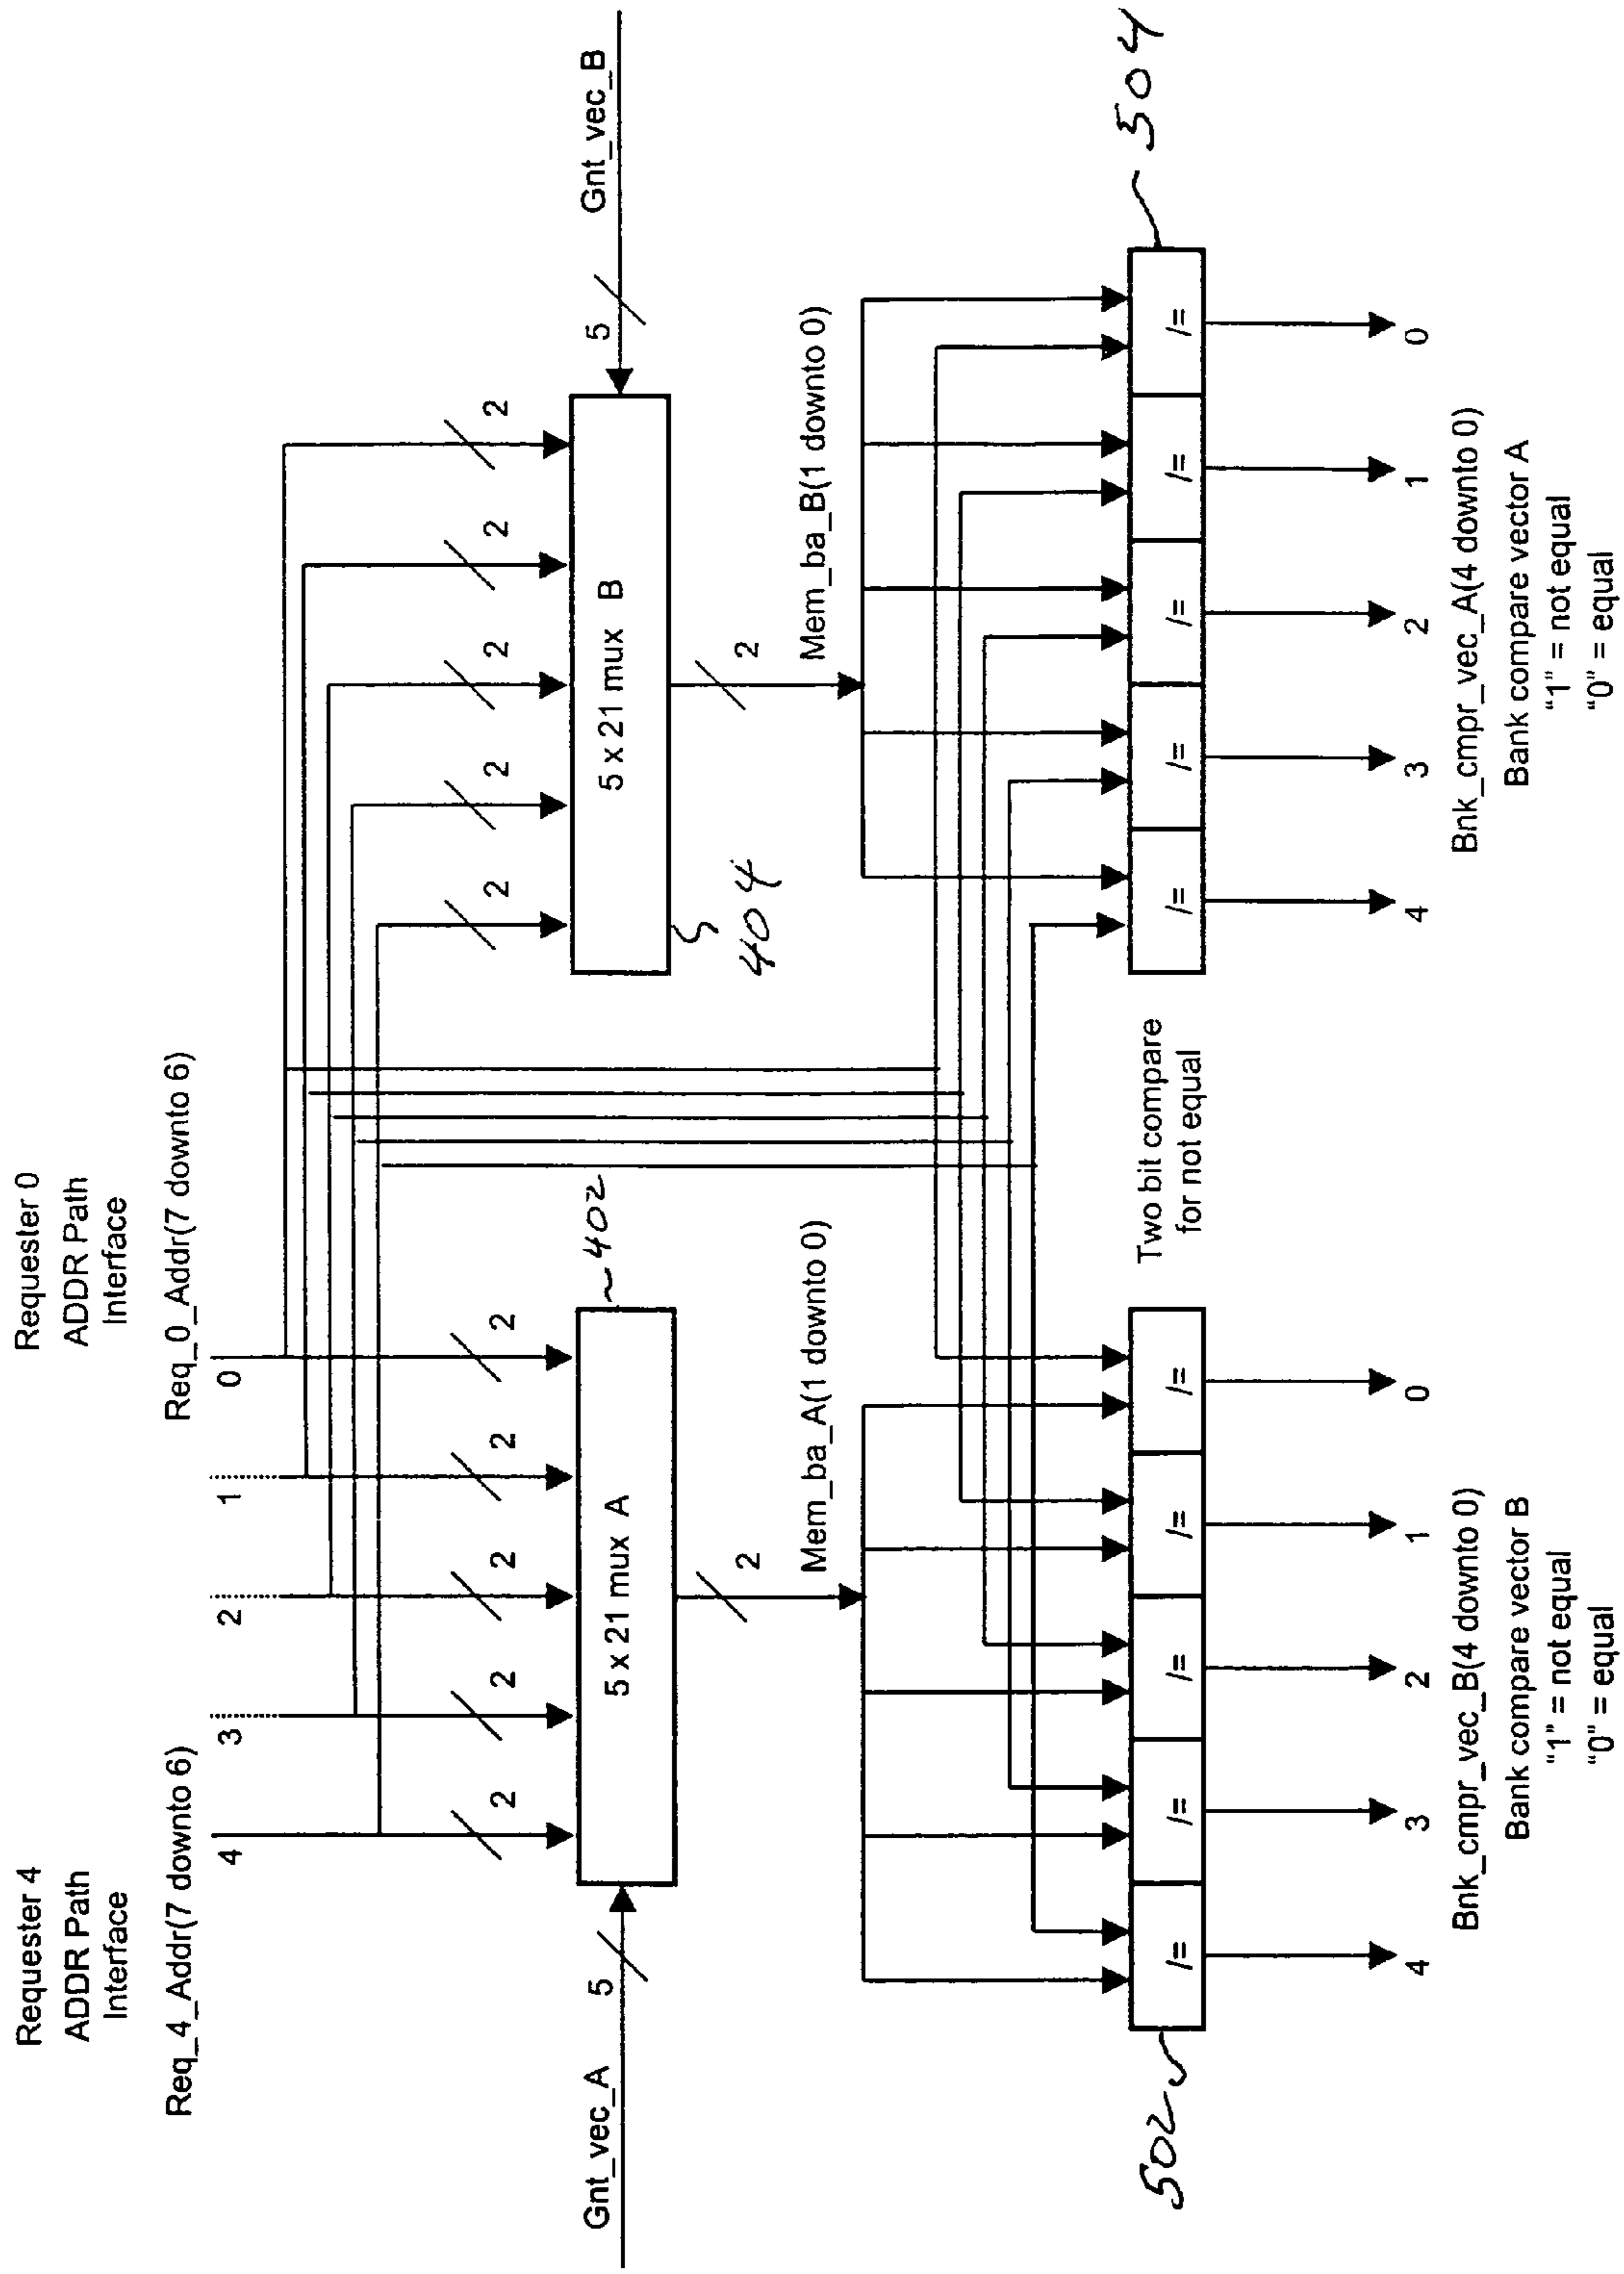 Requester 4
ADDR Path
Interface
Requester 0
ADDR Path
Interface
Req_4_Addr(7 downto 6)
Req_0_Addr(7 downto 6)
4
3
2
1
0
2
2
2
2
2
2
2
2
2
2
Gnt_vec_A
5
5 x 21 mux A
402
5 x 21 mux B
404
5
Gnt_vec_B
2
Mem_ba_A(1 downto 0)
2
Mem_ba_B(1 downto 0)
502
/=
/=
/=
/=
/=
Two bit compare
for not equal
/=
/=
/=
/=
/=
504
4
3
2
1
0
4
3
2
1
0
Bnk_cmpr_vec_B(4 downto 0)
Bank compare vector B
“1” = not equal
“0” = equal
Bnk_cmpr_vec_A(4 downto 0)
Bank compare vector A
“1” = not equal
“0” = equal